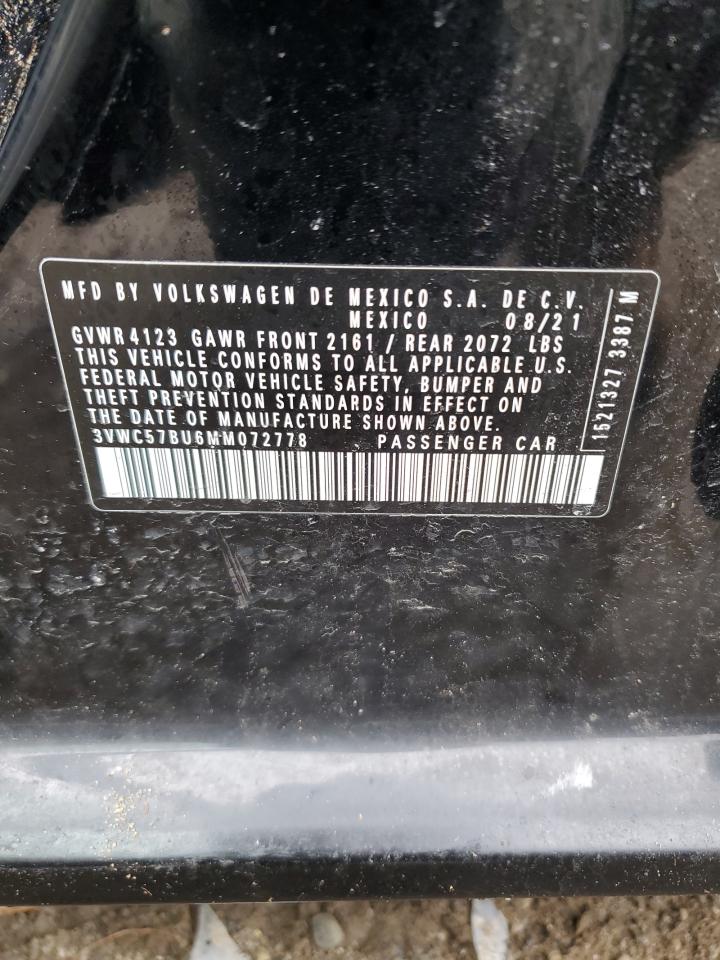 MFD BY VOLKSWAGEN DE MEXICO S.A. DE C.V.
MEXICO 08/21
GVWR 4123 GAWR FRONT 2161 / REAR 2072 LBS
THIS VEHICLE CONFORMS TO ALL APPLICABLE U.S.
FEDERAL MOTOR VEHICLE SAFETY, BUMPER AND
THEFT PREVENTION STANDARDS IN EFFECT ON
THE DATE OF MANUFACTURE SHOWN ABOVE.
3VWC57BU6MM072778 PASSENGER CAR
1521327 3387 M